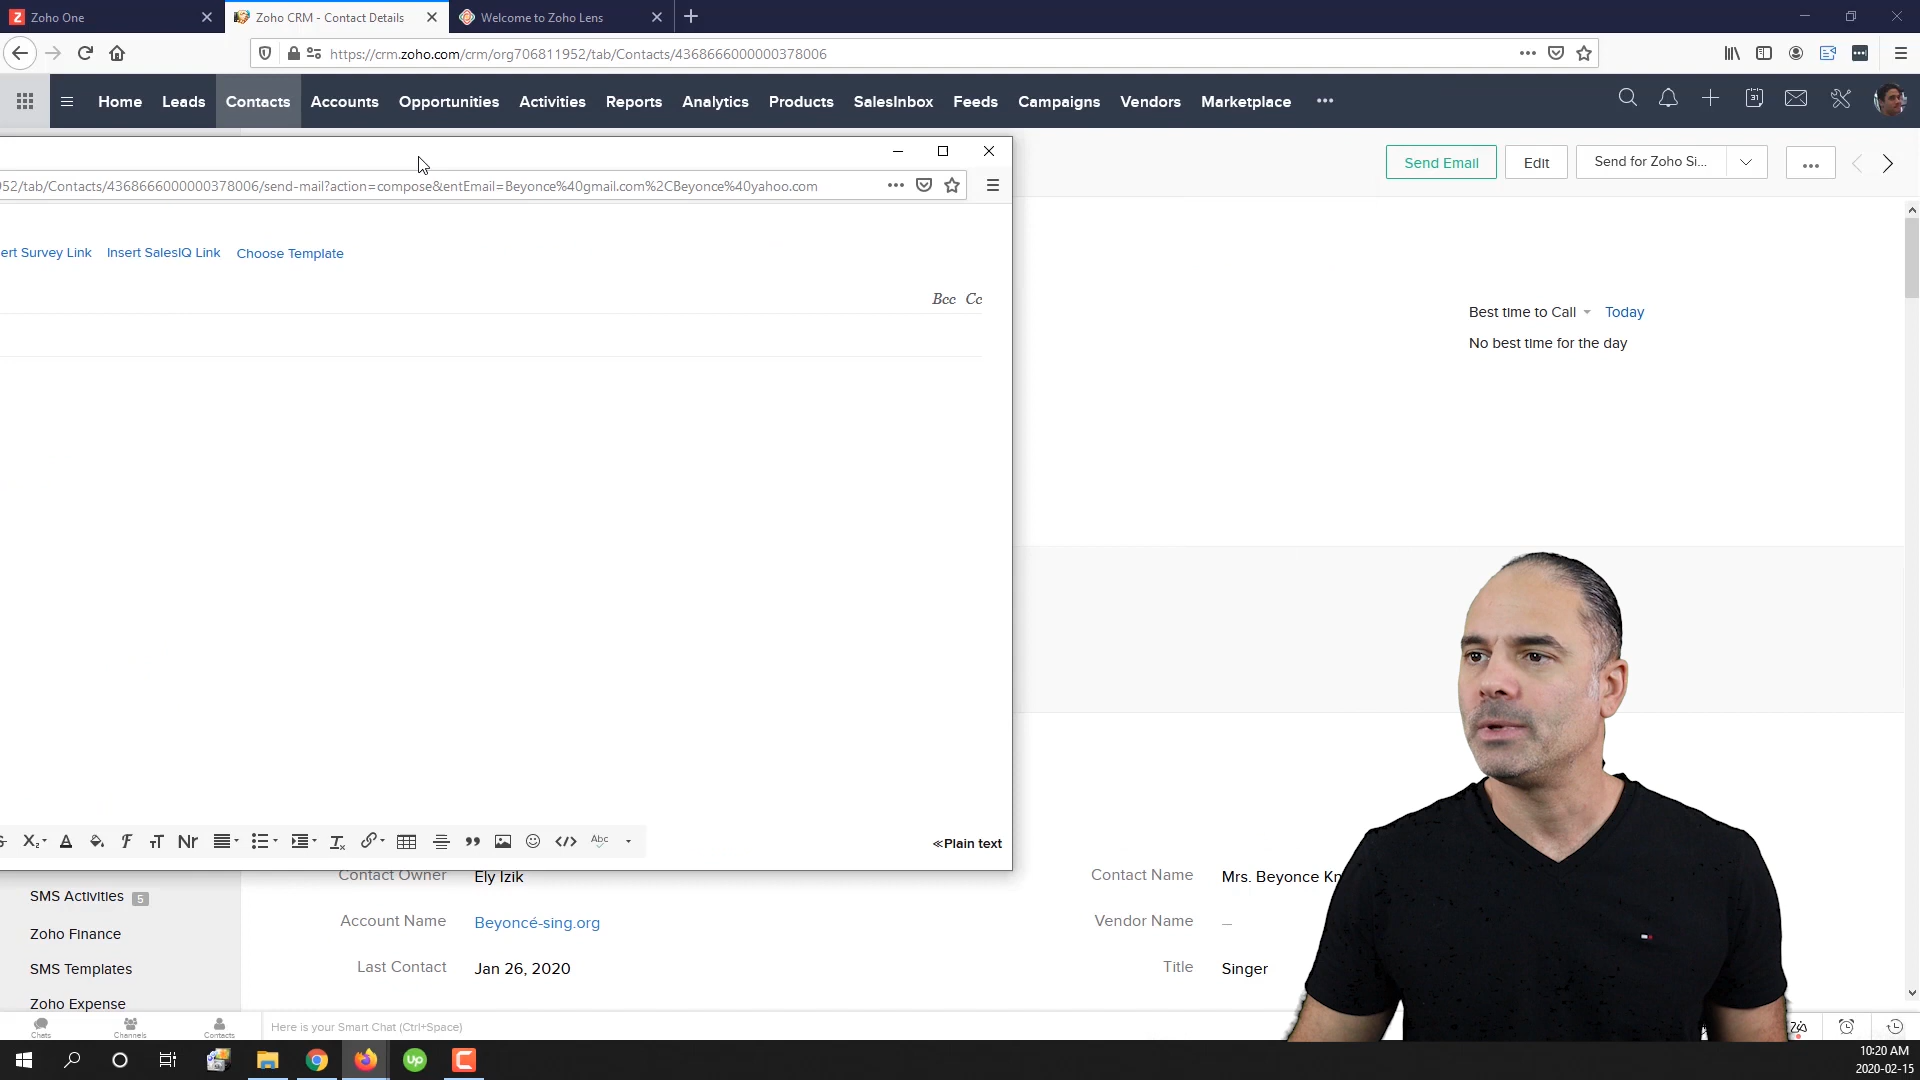 Zoho One
Zoho CRM - Contact Details
Welcome to Zoho Lens
https://crm.zoho.com/crm/org706811952/tab/Contacts/4368666000000378006
Home Leads Contacts Accounts Opportunities Activities Reports Analytics Products SalesInbox Feeds Campaigns Vendors Marketplace
31
Send Email
Edit
Send for Zoho Si...
52/tab/Contacts/4368666000000378006/send-mail?action=compose&entEmail=Beyonce%40gmail.com%2CBeyonce%40yahoo.com
ert Survey Link Insert SalesIQ Link Choose Template
Bcc Cc
Best time to Call Today
No best time for the day
Nr
Abc
≪Plain text
Contact Owner Ely Izik
Contact Name Mrs. Beyonce Kn
Account Name Beyoncé-sing.org
Vendor Name —
Last Contact Jan 26, 2020
Title Singer
SMS Activities 5
Zoho Finance
SMS Templates
Zoho Expense
Chats Channels Contacts
Here is your Smart Chat (Ctrl+Space)
Up
10:20 AM
2020-02-15